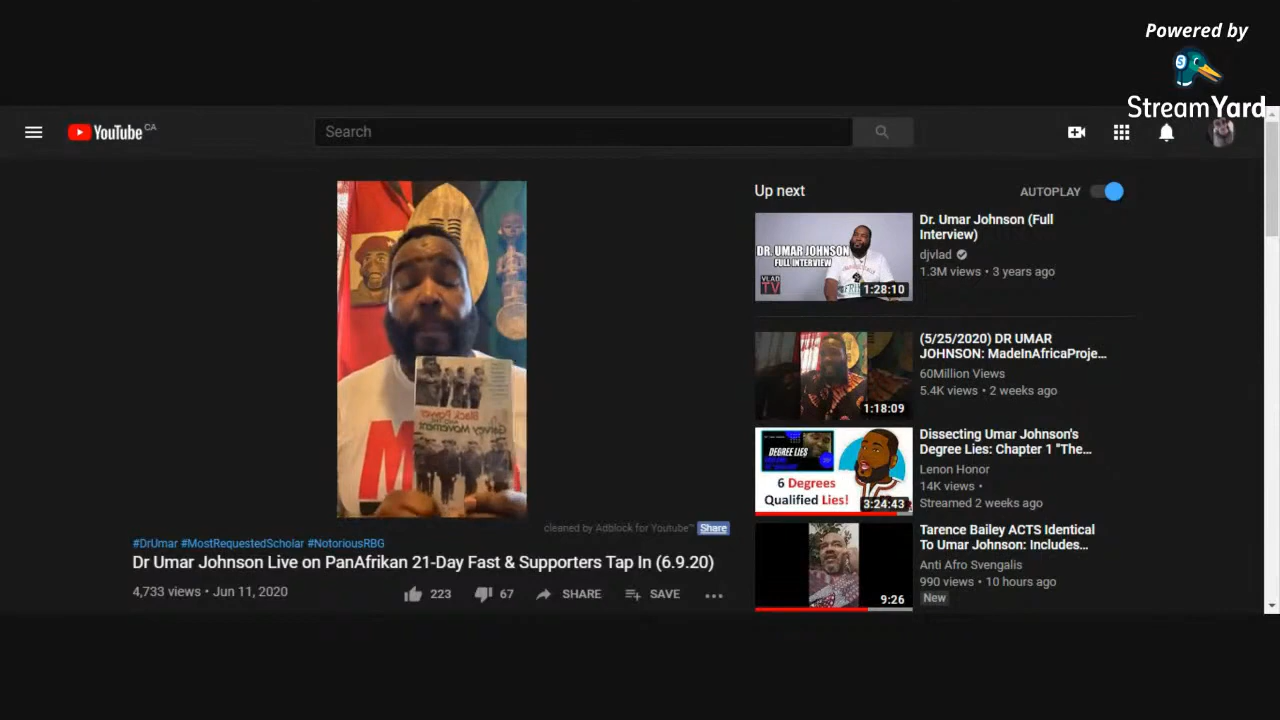 Powered by
StreamYard
YouTube CA
Search
Up next
AUTOPLAY
DR. UMAR JOHNSON
FULL INTERVIEW
VLAD
TV
1:28:10
Dr. Umar Johnson (Full
Interview)
djvlad
1.3M views • 3 years ago
1:18:09
(5/25/2020) DR UMAR
JOHNSON: MadeInAfricaProje...
60Million Views
5.4K views • 2 weeks ago
DEGREE LIES
6 Degrees
Qualified Lies!
3:24:43
Dissecting Umar Johnson's
Degree Lies: Chapter 1 "The...
Lenon Honor
14K views •
Streamed 2 weeks ago
9:26
Tarence Bailey ACTS Identical
To Umar Johnson: Includes...
Anti Afro Svengalis
990 views • 10 hours ago
New
Black Power
AND THE
Garvey Movement
cleaned by Adblock for Youtube™ Share
#DrUmar #MostRequestedScholar #NotoriousRBG
Dr Umar Johnson Live on PanAfrikan 21-Day Fast & Supporters Tap In (6.9.20)
4,733 views • Jun 11, 2020
223
67
SHARE
SAVE